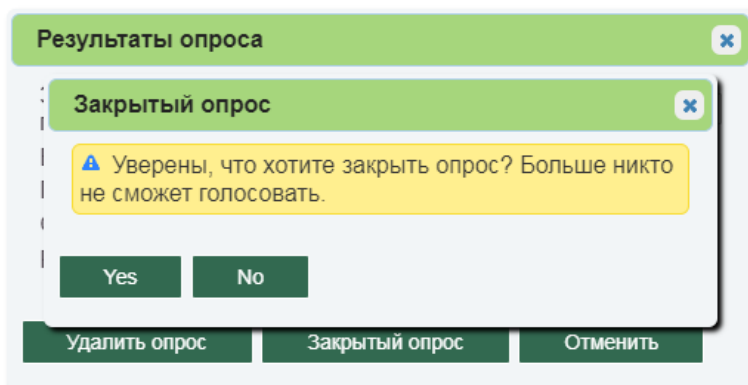 Результаты опроса
Закрытый опрос
Уверены, что хотите закрыть опрос? Больше никто
не сможет голосовать.
Yes No
Удалить опрос Закрытый опрос Отменить